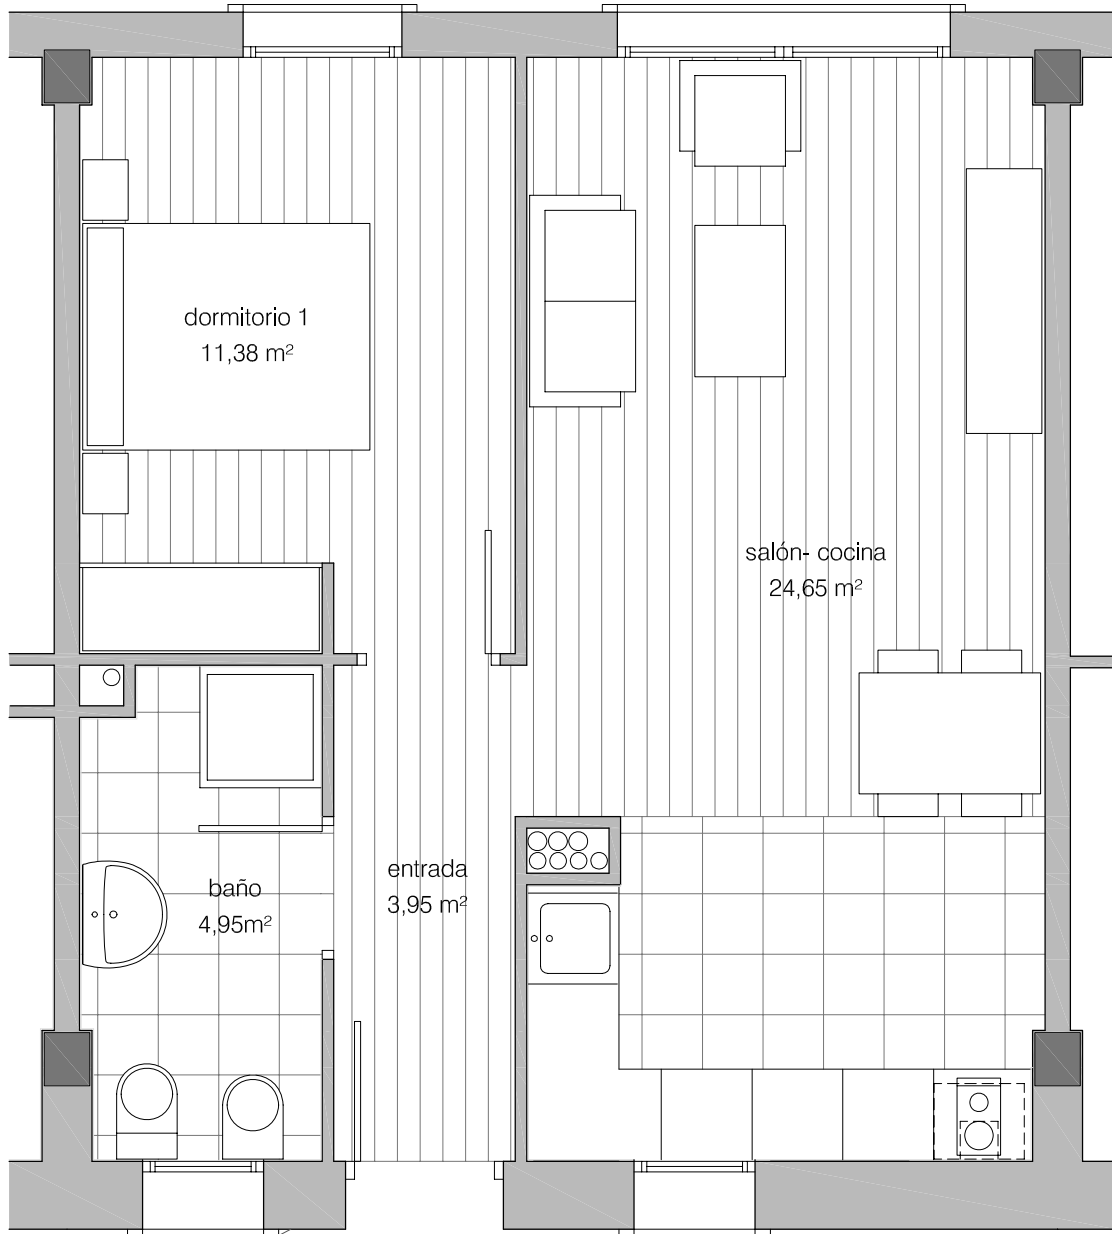 dormitorio 1
11,38 m²
salón- cocina
24,65 m²
entrada
3,95 m²
baño
4,95m²